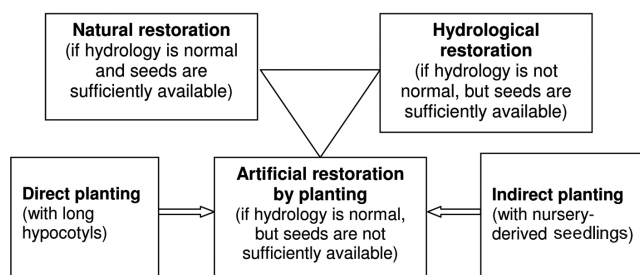 Natural restoration
(if hydrology is normal
and seeds are
sufficiently available)
Hydrological
restoration
(if hydrology is not
normal, but seeds are
sufficiently available)
Direct planting
(with long
hypocotyls)
Artificial restoration
by planting
(if hydrology is normal,
but seeds are not
sufficiently available)
Indirect planting
(with nursery-
derived seedlings)